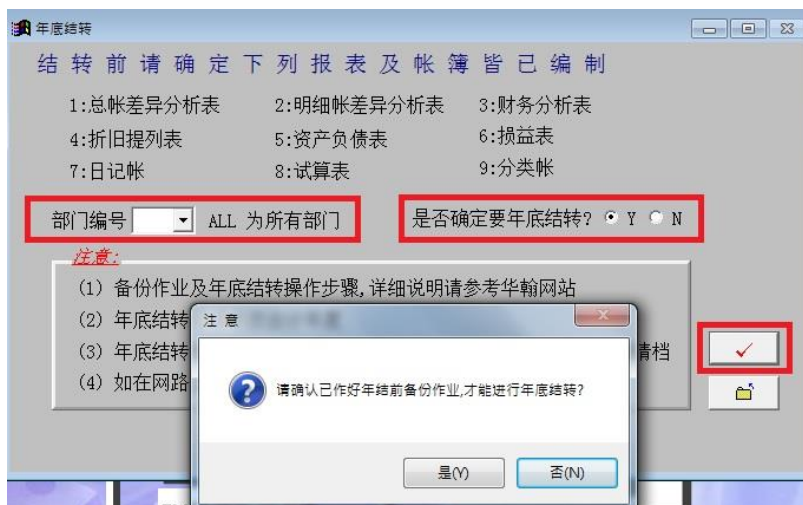 年底结转
结转前请确定下列报表及帐簿皆已编制
1:总帐差异分析表 2:明细帐差异分析表 3:财务分析表
4:折旧提列表 5:资产负债表 6:损益表
7:日记帐 8:试算表 9:分类帐
部门编号 ALL 为所有部门 是否确定要年底结转? Y N
注意:
(1) 备份作业及年底结转操作步骤,详细说明请参考华翰网站
(2) 年底结转
(3) 年底结转 清档
(4) 如在网路
注 意
请确认已作好年结前备份作业,才能进行年底结转?
是(Y) 否(N)